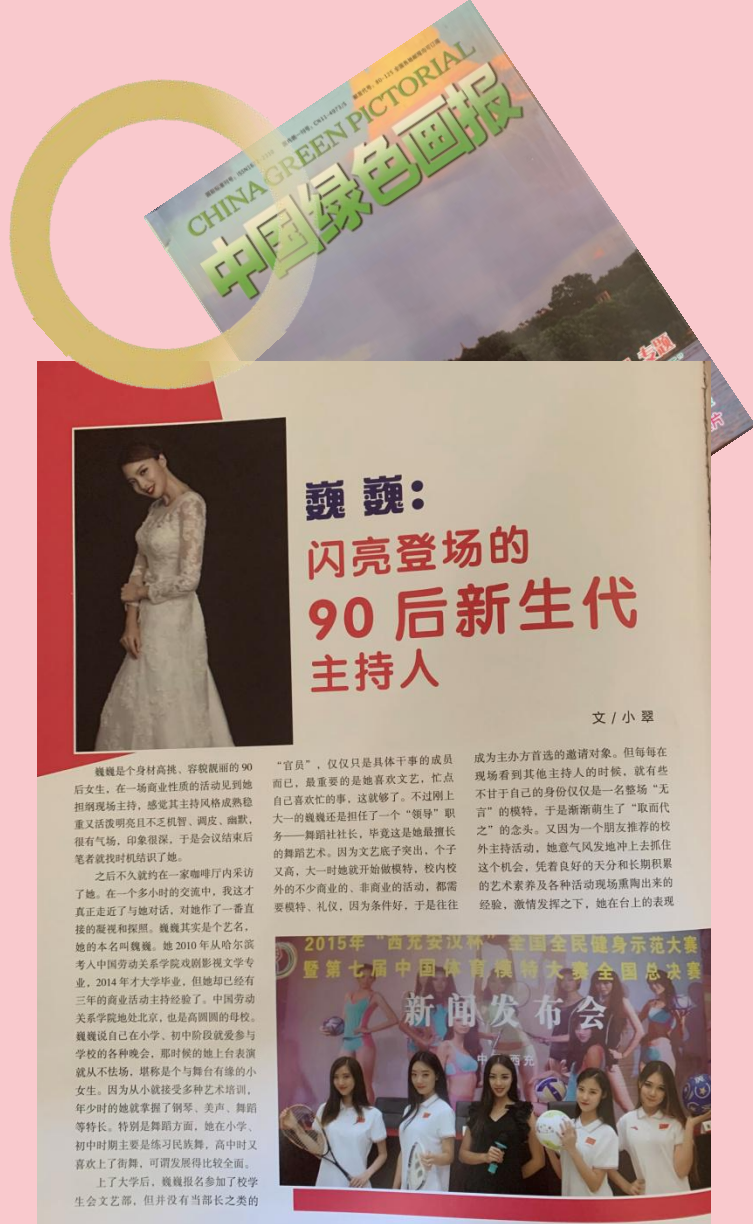 CHINA GREEN PICTORIAL
中国绿色画报
专题
巍 巍：
闪亮登场的
90 后新生代
主持人
文 / 小 翠
巍巍是个身材高挑、容貌靓丽的 90
后女生，在一场商业性质的活动见到她
担纲现场主持，感觉其主持风格成熟稳
重又活泼明亮且不乏机智、调皮、幽默，
很有气场，印象很深，于是会议结束后
笔者就找时机结识了她。
之后不久就约在一家咖啡厅内采访
了她。在一个多小时的交流中，我这才
真正走近了与她对话，对她作了一番直
接的凝视和探照。巍巍其实是个艺名，
她的本名叫魏巍。她 2010 年从哈尔滨
考入中国劳动关系学院戏剧影视文学专
业，2014 年才大学毕业，但她却已经有
三年的商业活动主持经验了。中国劳动
关系学院地处北京，也是高圆圆的母校。
巍巍说自己在小学、初中阶段就爱参与
学校的各种晚会，那时候的她上台表演
就从不怯场，堪称是个与舞台有缘的小
女生。因为从小就接受多种艺术培训，
年少时的她就掌握了钢琴、美声、舞蹈
等特长。特别是舞蹈方面，她在小学、
初中时期主要是练习民族舞，高中时又
喜欢上了街舞，可谓发展得比较全面。
上了大学后，巍巍报名参加了校学
生会文艺部，但并没有当部长之类的
“官员”，仅仅只是具体干事的成员
而已，最重要的是她喜欢文艺，忙点
自己喜欢忙的事，这就够了。不过刚上
大一的巍巍还是担任了一个“领导”职
务——舞蹈社社长，毕竟这是她最擅长
的舞蹈艺术。因为文艺底子突出，个子
又高，大一时她就开始做模特，校内校
外的不少商业的、非商业的活动，都需
要模特、礼仪，因为条件好，于是往往
成为主办方首选的邀请对象。但每每在
现场看到其他主持人的时候，就有些
不甘于自己的身份仅仅是一名整场“无
言”的模特，于是渐渐萌生了“取而代
之”的念头。又因为一个朋友推荐的校
外主持活动，她意气风发地冲上去抓住
这个机会，凭着良好的天分和长期积累
的艺术素养及各种活动现场熏陶出来的
经验，激情发挥之下，她在台上的表现
2015年“西充安汉杯”全国全民健身示范大赛
暨第七届中国体育模特大赛全国总决赛
新闻发布会
西充